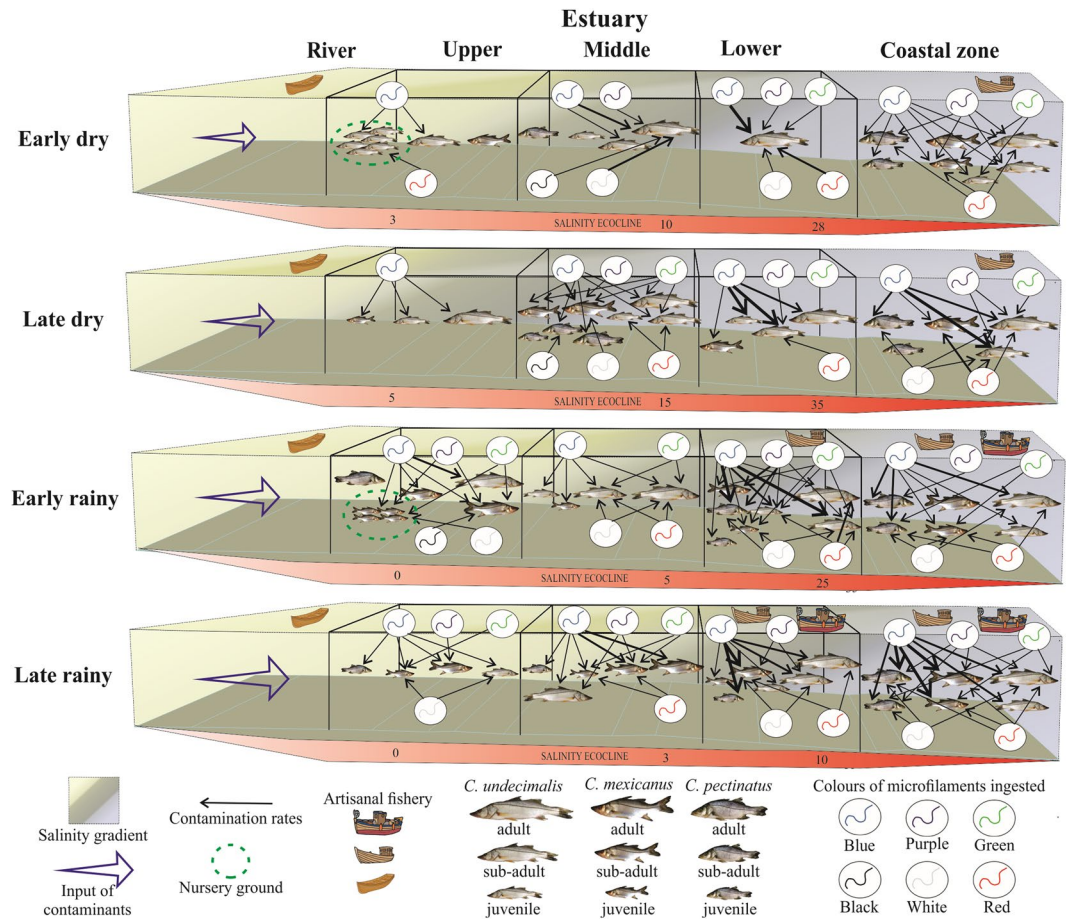 Estuary
River Upper Middle Lower Coastal zone
Early dry
3 SALINITY ECOCLINE 10 28
Late dry
5 SALINITY ECOCLINE 15 35
Early rainy
0 SALINITY ECOCLINE 5 25
Late rainy
0 SALINITY ECOCLINE 3 10
Salinity gradient
Input of
contaminants
Contamination rates
Nursery ground
Artisanal fishery
C. undecimalis C. mexicanus C. pectinatus
adult adult adult
sub-adult sub-adult sub-adult
juvenile juvenile juvenile
Colours of microfilaments ingested
Blue Purple Green
Black White Red